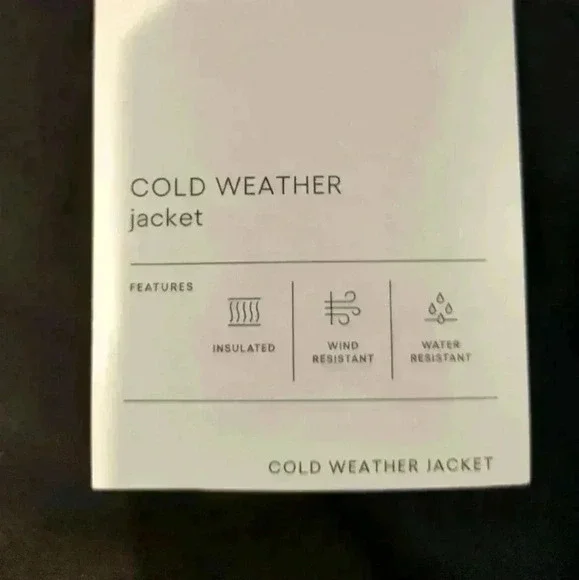 COLD WEATHER
jacket
FEATURES
INSULATED
WIND
RESISTANT
WATER
RESISTANT
COLD WEATHER JACKET